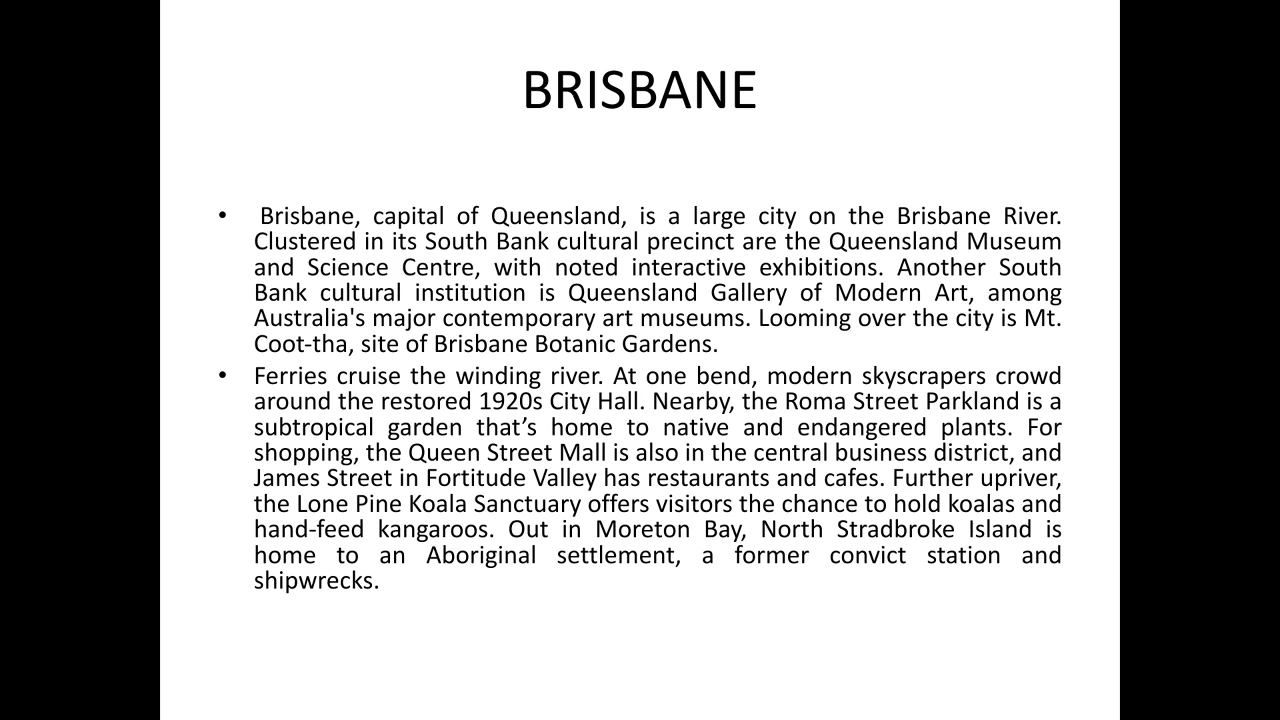 BRISBANE
• Brisbane, capital of Queensland, is a large city on the Brisbane River.
Clustered in its South Bank cultural precinct are the Queensland Museum
and Science Centre, with noted interactive exhibitions. Another South
Bank cultural institution is Queensland Gallery of Modern Art, among
Australia's major contemporary art museums. Looming over the city is Mt.
Coot-tha, site of Brisbane Botanic Gardens.
• Ferries cruise the winding river. At one bend, modern skyscrapers crowd
around the restored 1920s City Hall. Nearby, the Roma Street Parkland is a
subtropical garden that’s home to native and endangered plants. For
shopping, the Queen Street Mall is also in the central business district, and
James Street in Fortitude Valley has restaurants and cafes. Further upriver,
the Lone Pine Koala Sanctuary offers visitors the chance to hold koalas and
hand-feed kangaroos. Out in Moreton Bay, North Stradbroke Island is
home to an Aboriginal settlement, a former convict station and
shipwrecks.